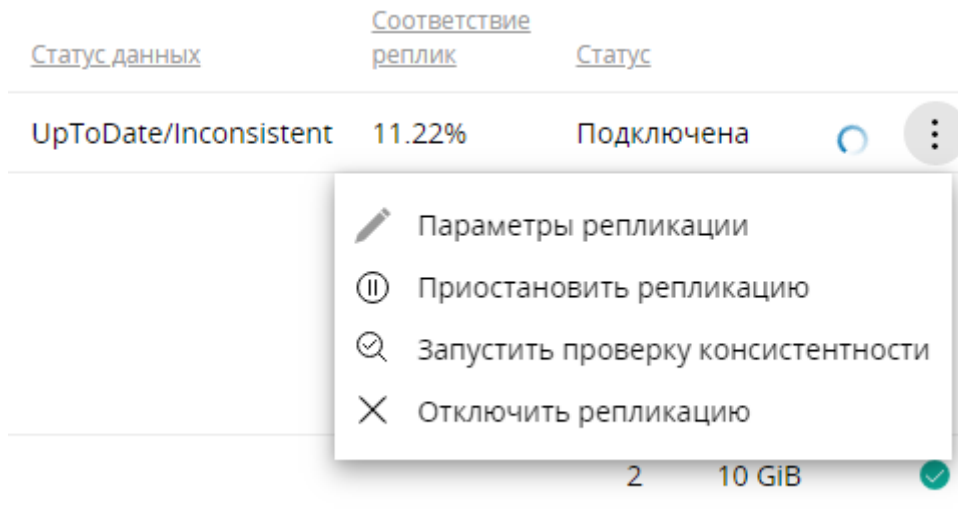 Статус данных
Соответствие
реплик
Статус
UpToDate/Inconsistent 11.22% Подключена
Параметры репликации
Приостановить репликацию
Запустить проверку консистентности
Отключить репликацию
2 10 GiB